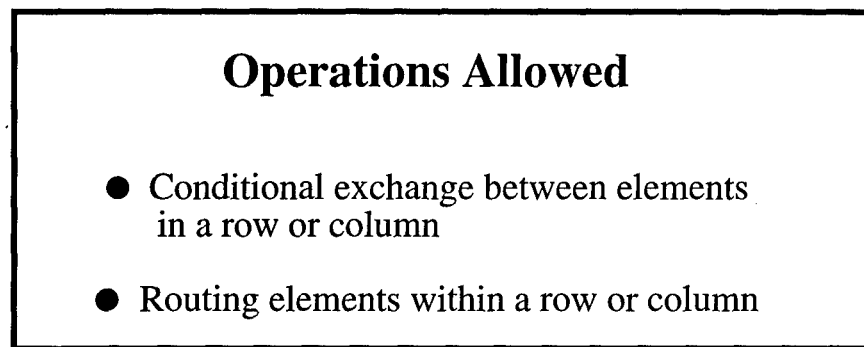 Operations Allowed
● Conditional exchange between elements
in a row or column
● Routing elements within a row or column